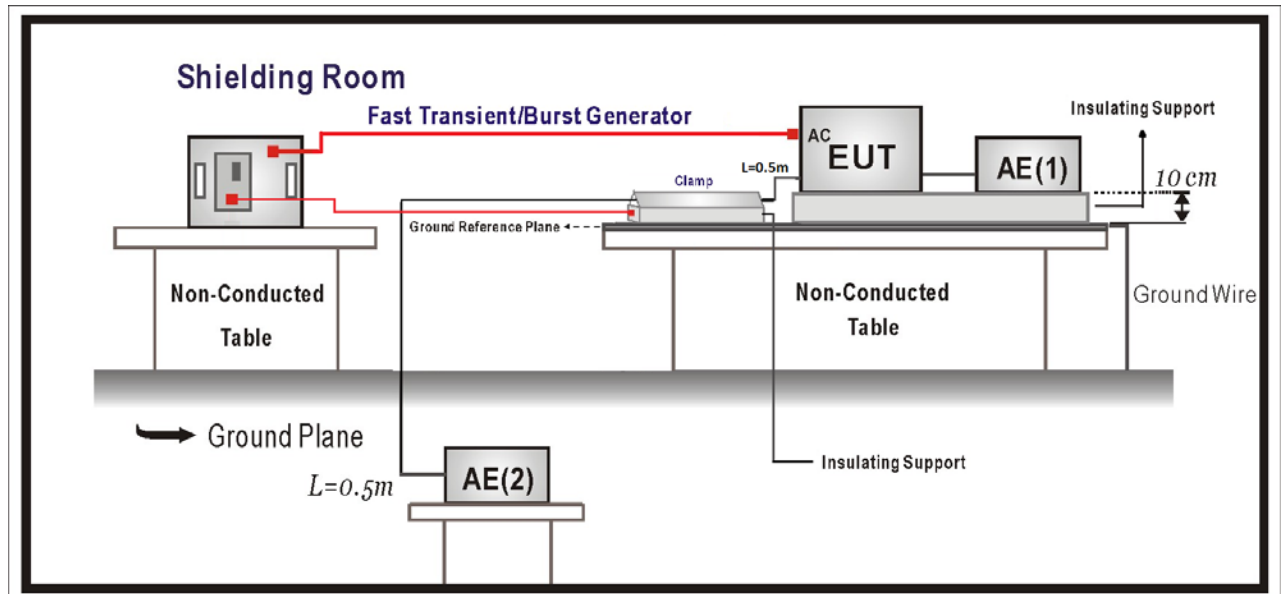 Shielding Room
Fast Transient/Burst Generator
Insulating Support
AC
EUT
AE(1)
L=0.5m
10 cm
Clamp
Ground Reference Plane
Non-Conducted
Table
Non-Conducted
Table
Ground Wire
Ground Plane
Insulating Support
L=0.5m
AE(2)